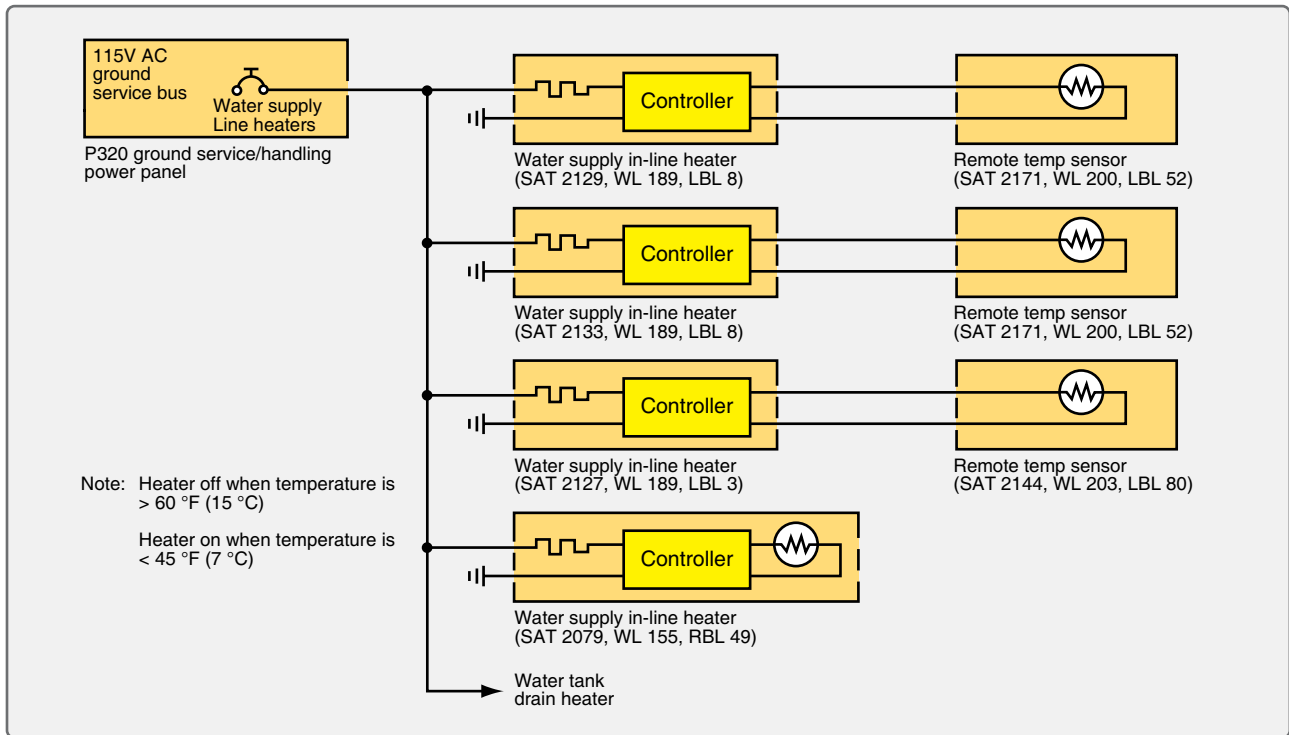 115V AC
ground
service bus
Water supply
Line heaters
P320 ground service/handling
power panel
Controller
Water supply in-line heater
(SAT 2129, WL 189, LBL 8)
Remote temp sensor
(SAT 2171, WL 200, LBL 52)
Controller
Water supply in-line heater
(SAT 2133, WL 189, LBL 8)
Remote temp sensor
(SAT 2171, WL 200, LBL 52)
Controller
Water supply in-line heater
(SAT 2127, WL 189, LBL 3)
Remote temp sensor
(SAT 2144, WL 203, LBL 80)
Note: Heater off when temperature is
> 60 °F (15 °C)
Heater on when temperature is
< 45 °F (7 °C)
Controller
Water supply in-line heater
(SAT 2079, WL 155, RBL 49)
Water tank
drain heater